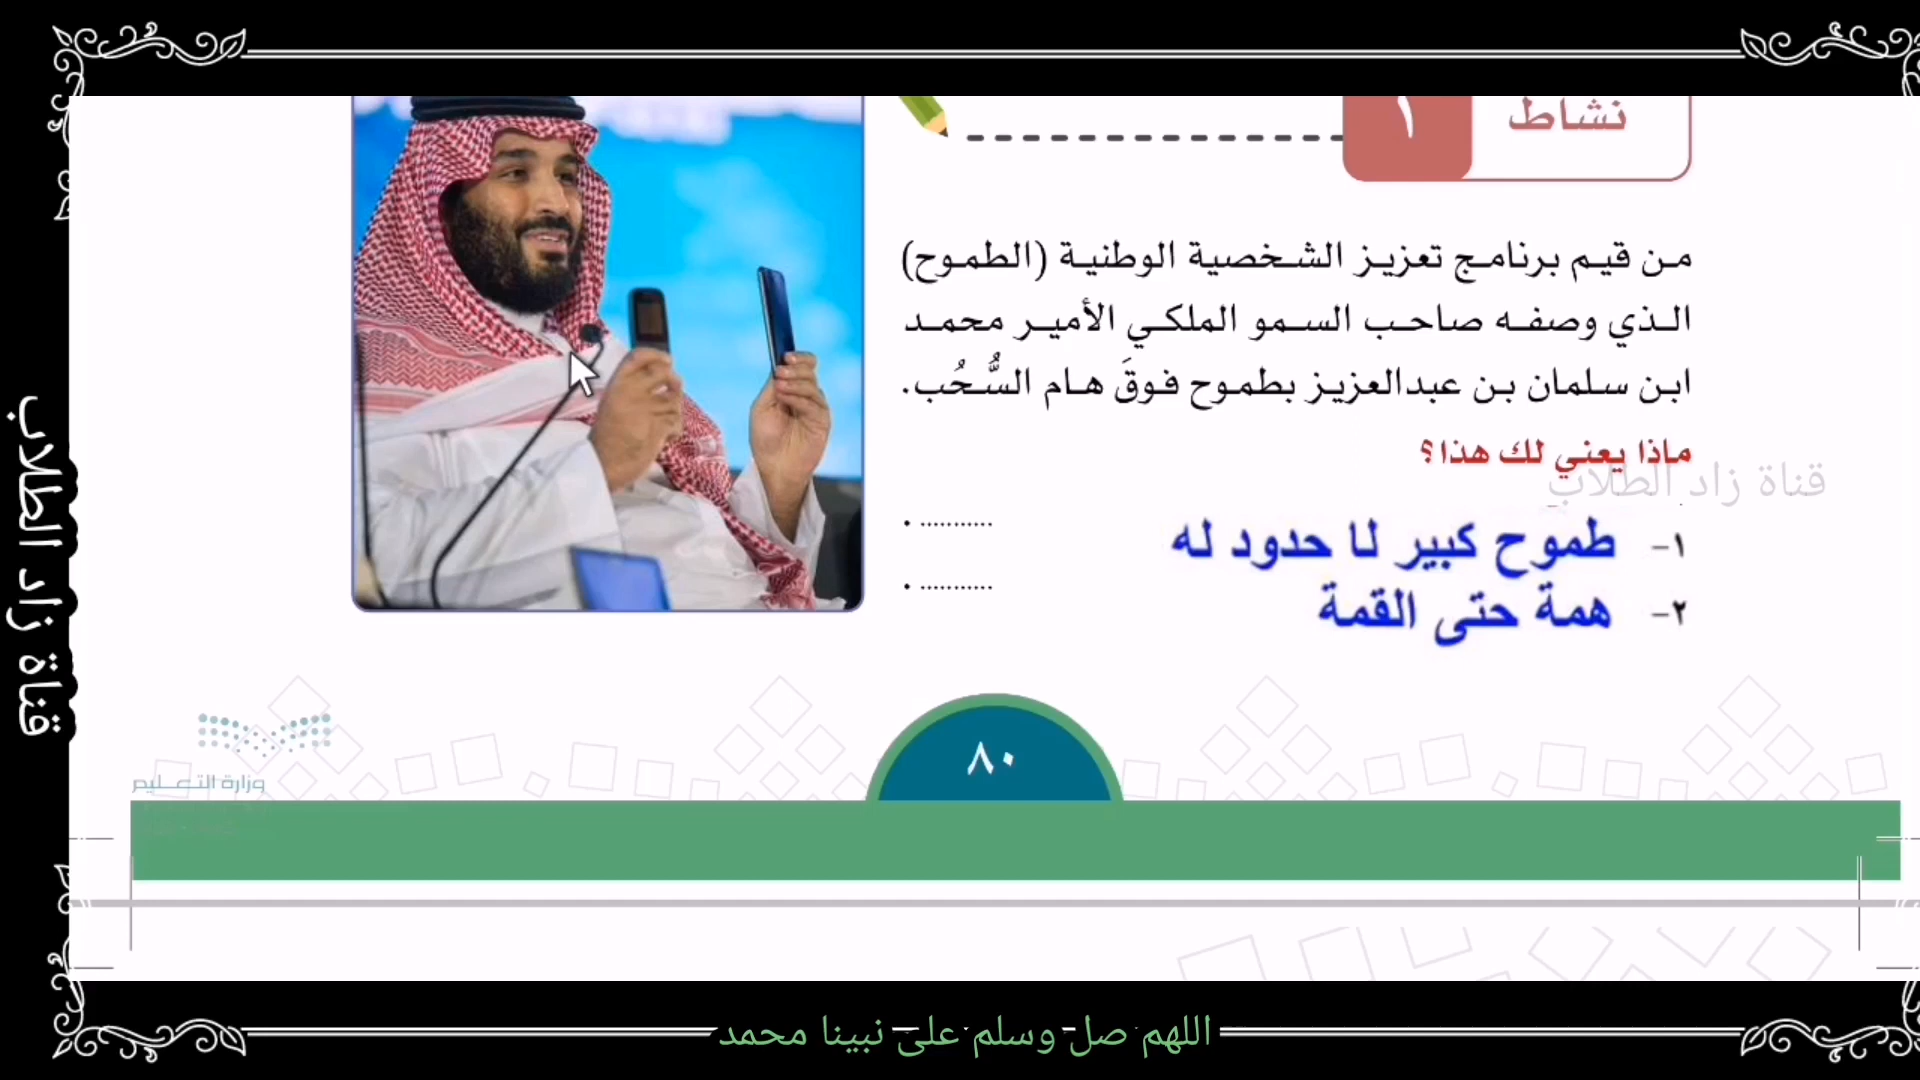 نشاط
١
من قيم برنامج تعزيز الشخصية الوطنية (الطموح)
الذي وصفه صاحب السمو الملكي الأمير محمد
ابن سلمان بن عبدالعزيز بطموح فوقَ هام السُّحُب.
ماذا يعني لك هذا؟
قناة زاد الطلاب
١- طموح كبير لا حدود له ........... .
٢- همة حتى القمة ........... .
٨٠
وزارة التعليم
قناة زاد الطلاب
اللهم صل وسلم على نبينا محمد